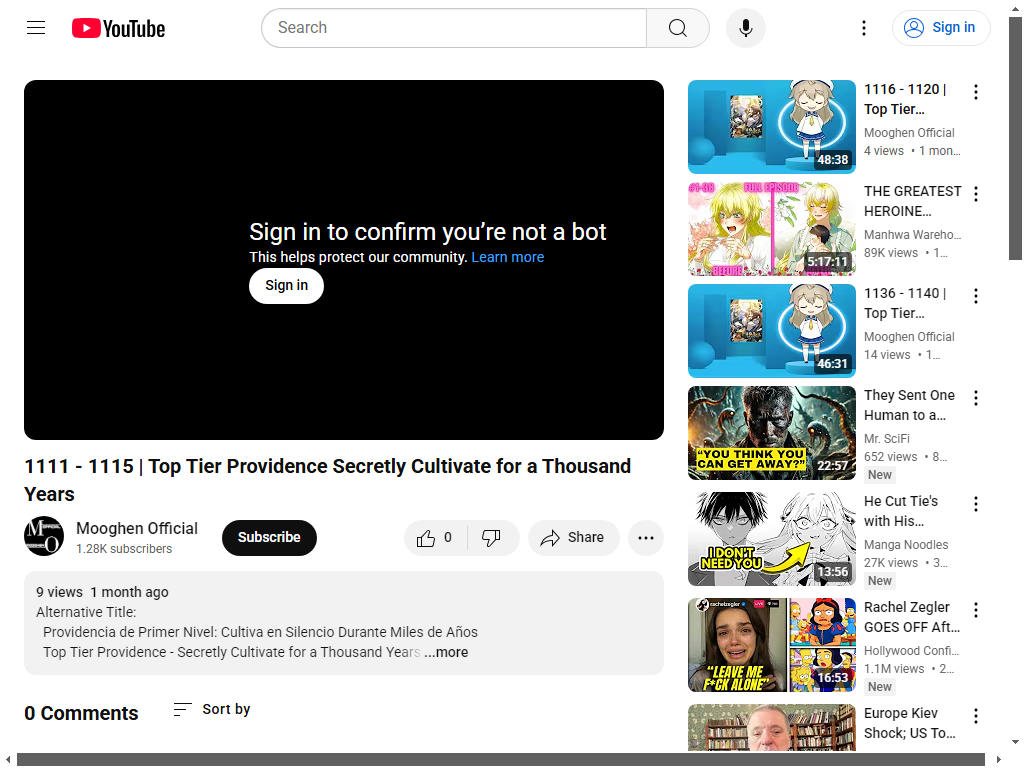 YouTube
Search
Sign in
Sign in to confirm you're not a bot
This helps protect our community. Learn more
Sign in
1111 - 1115 | Top Tier Providence Secretly Cultivate for a Thousand
Years
Mooghen Official
1.28K subscribers
Subscribe
0
Share
9 views 1 month ago
Alternative Title:
Providencia de Primer Nivel: Cultiva en Silencio Durante Miles de Años
Top Tier Providence - Secretly Cultivate for a Thousand Years ...more
0 Comments
Sort by
1116 - 1120 |
Top Tier...
Mooghen Official
4 views • 1 mon...
48:38
#1-38 FULL EPISODE
BEFORE
5:17:11
THE GREATEST
HEROINE...
Manhwa Wareho...
89K views • 1...
1136 - 1140 |
Top Tier...
Mooghen Official
14 views • 1...
46:31
"YOU THINK YOU
CAN GET AWAY?"
22:57
They Sent One
Human to a...
Mr. SciFi
652 views • 8...
New
I DON'T
NEED YOU
13:56
He Cut Tie's
with His...
Manga Noodles
27K views • 3...
New
rachelzegler
LIVE
"LEAVE ME
F*CK ALONE"
16:53
Rachel Zegler
GOES OFF Aft...
Hollywood Confi...
1.1M views • 2...
New
Europe Kiev
Shock; US To...